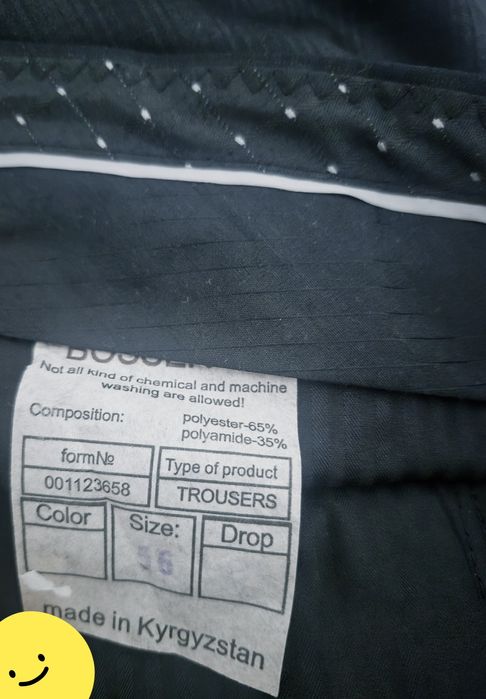 Not all kind of chemical and machine
washing are allowed!
Composition: polyester-65%
polyamide-35%
form№ Type of product
001123658 TROUSERS
Color Size: Drop
made in Kyrgyzstan